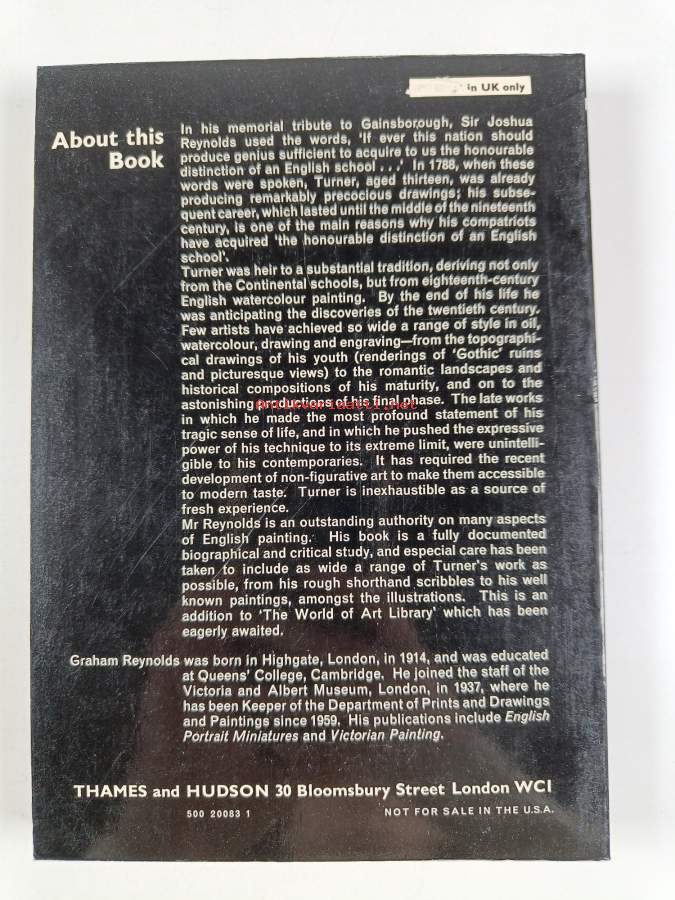 in UK only
About this
Book
In his memorial tribute to Gainsborough, Sir Joshua
Reynolds used the words, 'If ever this nation should
produce genius sufficient to acquire to us the honourable
distinction of an English school . . .' In 1788, when these
words were spoken, Turner, aged thirteen, was already
producing remarkably precocious drawings; his subse-
quent career, which lasted until the middle of the nineteenth
century, is one of the main reasons why his compatriots
have acquired 'the honourable distinction of an English
school'.
Turner was heir to a substantial tradition, deriving not only
from the Continental schools, but from eighteenth-century
English watercolour painting. By the end of his life he
was anticipating the discoveries of the twentieth century.
Few artists have achieved so wide a range of style in oil,
watercolour, drawing and engraving—from the topographi-
cal drawings of his youth (renderings of 'Gothic' ruins
and picturesque views) to the romantic landscapes and
historical compositions of his maturity, and on to the
astonishing productions of his final phase. The late works
in which he made the most profound statement of his
tragic sense of life, and in which he pushed the expressive
power of his technique to its extreme limit, were unintelli-
gible to his contemporaries. It has required the recent
development of non-figurative art to make them accessible
to modern taste. Turner is inexhaustible as a source of
fresh experience.
Mr Reynolds is an outstanding authority on many aspects
of English painting. His book is a fully documented
biographical and critical study, and especial care has been
taken to include as wide a range of Turner's work as
possible, from his rough shorthand scribbles to his well
known paintings, amongst the illustrations. This is an
addition to 'The World of Art Library' which has been
eagerly awaited.
Graham Reynolds was born in Highgate, London, in 1914, and was educated
at Queens' College, Cambridge. He joined the staff of the
Victoria and Albert Museum, London, in 1937, where he
has been Keeper of the Department of Prints and Drawings
and Paintings since 1959. His publications include English
Portrait Miniatures and Victorian Painting.
THAMES and HUDSON 30 Bloomsbury Street London WC1
500 20083 1 NOT FOR SALE IN THE U.S.A.